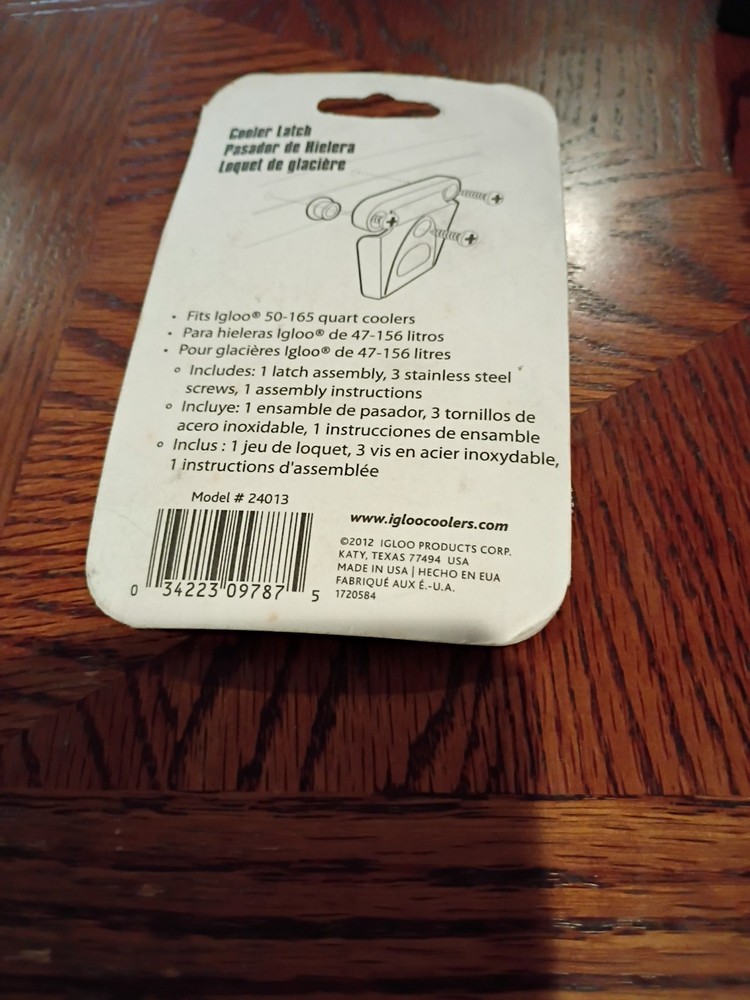 Cooler Latch
Pasador de Hielera
Loquet de glacière
• Fits Igloo® 50-165 quart coolers
• Para hieleras Igloo® de 47-156 litros
• Pour glacières Igloo® de 47-156 litres
◦ Includes: 1 latch assembly, 3 stainless steel
screws, 1 assembly instructions
◦ Incluye: 1 ensamble de pasador, 3 tornillos de
acero inoxidable, 1 instrucciones de ensamble
◦ Inclus : 1 jeu de loquet, 3 vis en acier inoxydable,
1 instructions d'assemblée
Model # 24013
0 34223 09787 5
www.igloocoolers.com
©2012 IGLOO PRODUCTS CORP.
KATY, TEXAS 77494 USA
MADE IN USA | HECHO EN EUA
FABRIQUÉ AUX É.-U.A.
1720584